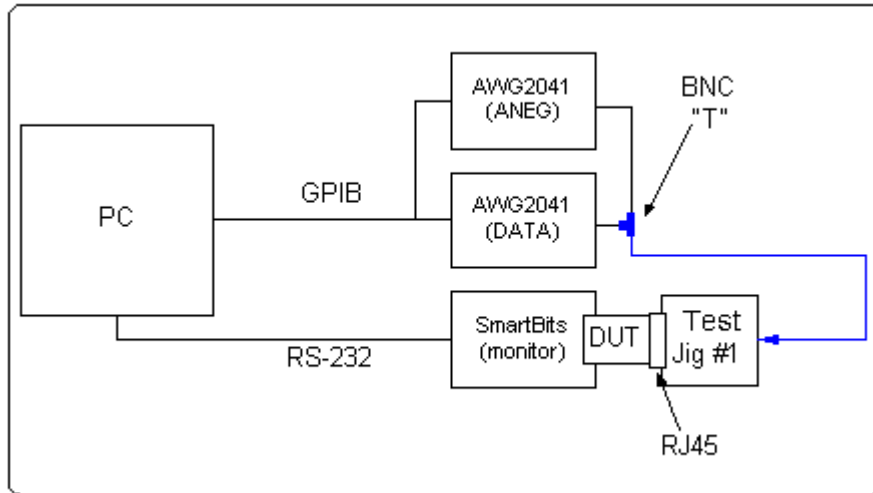 AWG2041
(ANEG)
BNC
"T"
PC
GPIB
AWG2041
(DATA)
SmartBits
(monitor)
DUT
Test
Jig #1
RS-232
RJ45